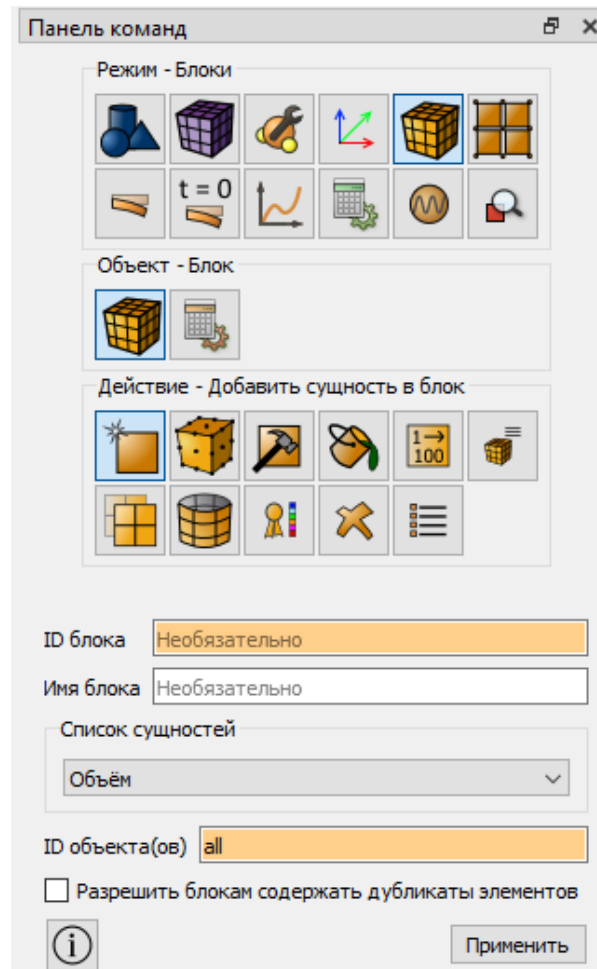 Панель команд
Режим - Блоки
t = 0
Объект - Блок
Действие - Добавить сущность в блок
1→
100
ID блока Необязательно
Имя блока Необязательно
Список сущностей
Объём
ID объекта(ов) all
Разрешить блокам содержать дубликаты элементов
i Применить